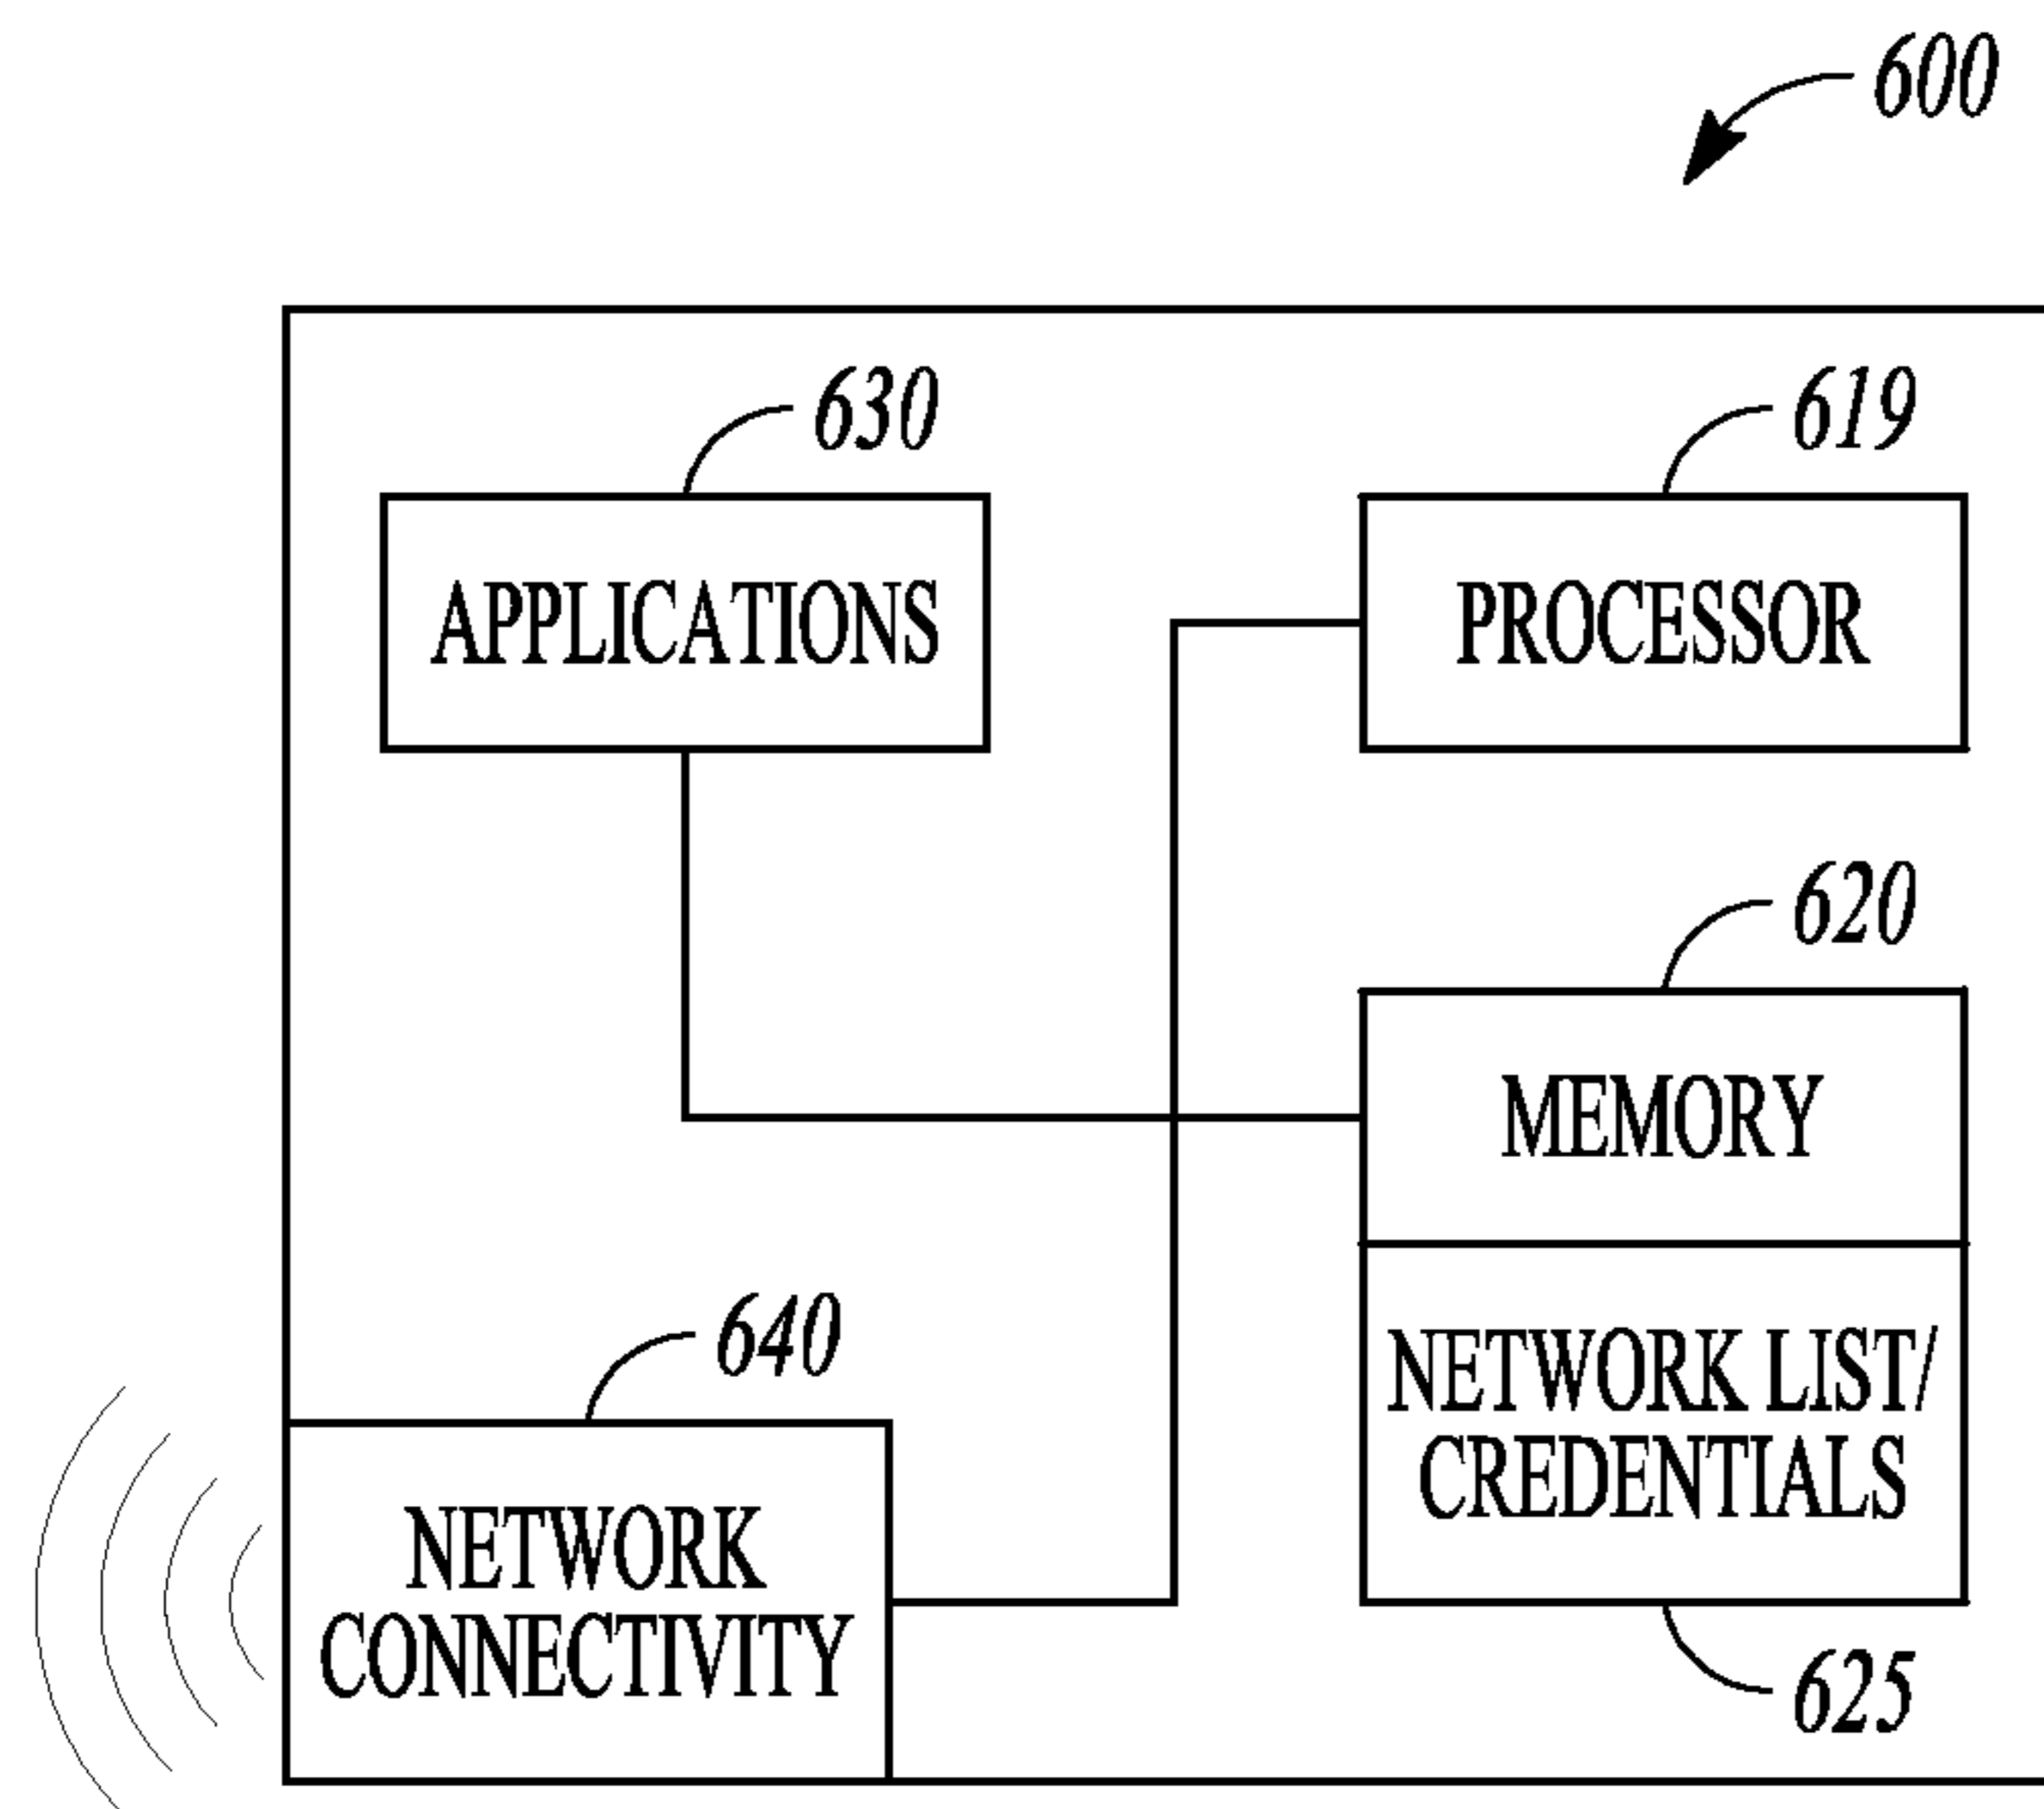 600
630
APPLICATIONS
619
PROCESSOR
620
MEMORY
NETWORK LIST/
CREDENTIALS
625
640
NETWORK
CONNECTIVITY